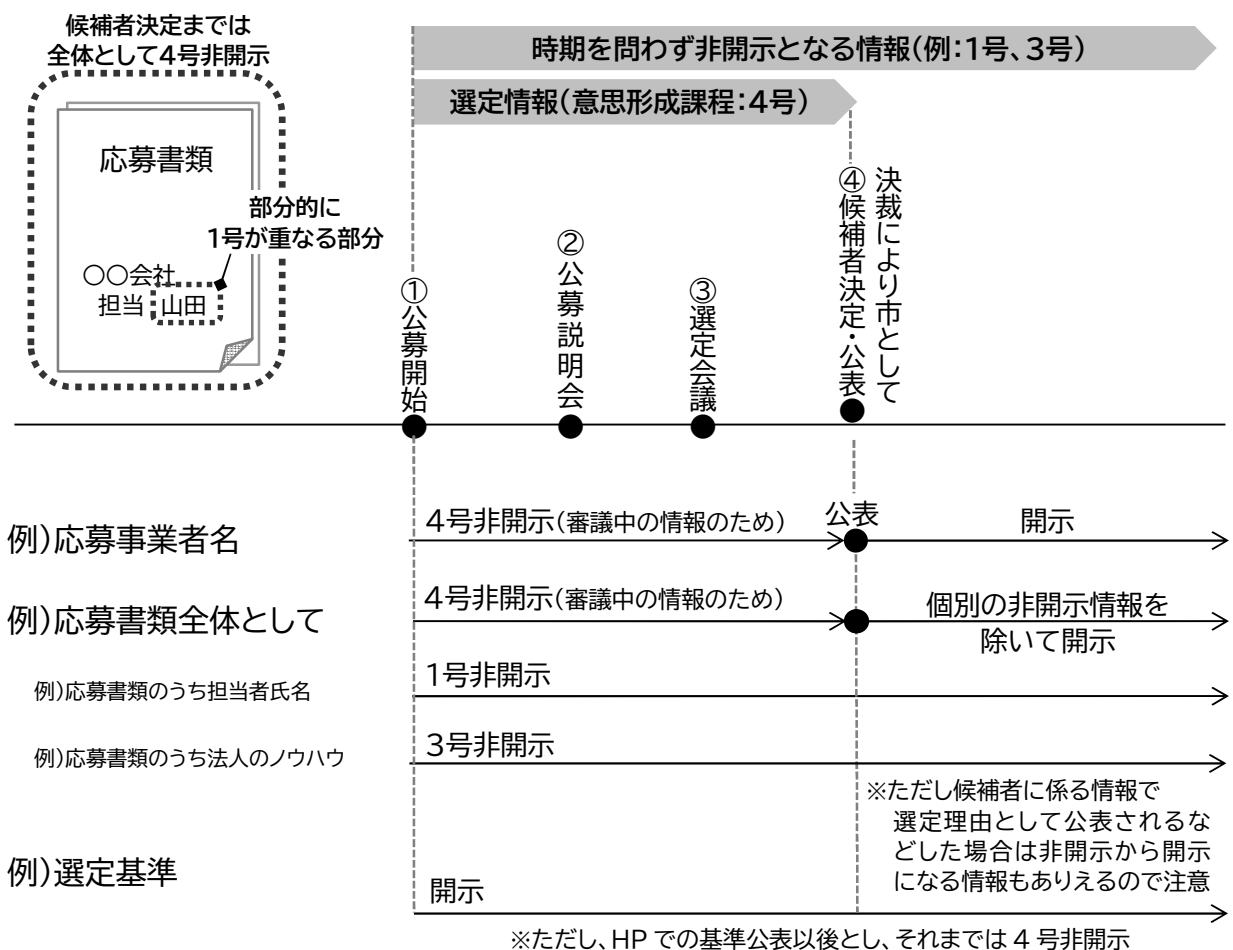 候補者決定までは
全体として4号非開示
応募書類
部分的に
1号が重なる部分
〇〇会社
担当 山田
時期を問わず非開示となる情報(例:1号、3号)
選定情報(意思形成課程:4号)
①公募開始
②公募説明会
③選定会議
④候補者決定・公表
決裁により市として
例)応募事業者名
4号非開示(審議中の情報のため)
公表
開示
例)応募書類全体として
4号非開示(審議中の情報のため)
個別の非開示情報を
除いて開示
例)応募書類のうち担当者氏名
1号非開示
例)応募書類のうち法人のノウハウ
3号非開示
※ただし候補者に係る情報で
選定理由として公表されるな
どした場合は非開示から開示
になる情報もありえるので注意
例)選定基準
開示
※ただし、HP での基準公表以後とし、それまでは 4 号非開示